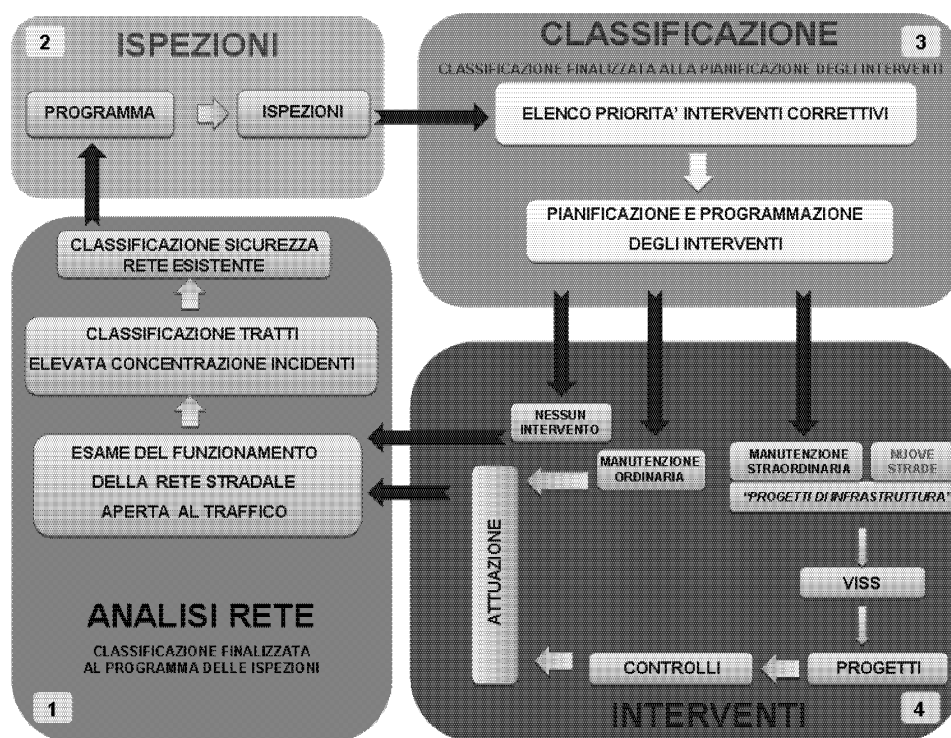 2
ISPEZIONI
PROGRAMMA
ISPEZIONI
CLASSIFICAZIONE
3
CLASSIFICAZIONE FINALIZZATA ALLA PIANIFICAZIONE DEGLI INTERVENTI
ELENCO PRIORITA' INTERVENTI CORRETTIVI
PIANIFICAZIONE E PROGRAMMAZIONE
DEGLI INTERVENTI
CLASSIFICAZIONE SICUREZZA
RETE ESISTENTE
CLASSIFICAZIONE TRATTI
ELEVATA CONCENTRAZIONE INCIDENTI
ESAME DEL FUNZIONAMENTO
DELLA RETE STRADALE
APERTA AL TRAFFICO
ANALISI RETE
CLASSIFICAZIONE FINALIZZATA
AL PROGRAMMA DELLE ISPEZIONI
1
NESSUN
INTERVENTO
MANUTENZIONE
ORDINARIA
MANUTENZIONE
STRAORDINARIA
NUOVE
STRADE
"PROGETTI DI INFRASTRUTTURA"
ATTUAZIONE
VISS
CONTROLLI
PROGETTI
INTERVENTI
4